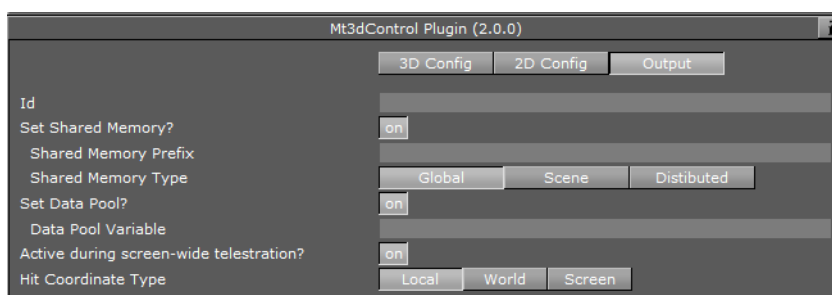 Mt3dControl Plugin (2.0.0)
3D Config 2D Config Output
Id
Set Shared Memory? on
Shared Memory Prefix
Shared Memory Type Global Scene Distibuted
Set Data Pool? on
Data Pool Variable
Active during screen-wide telestration? on
Hit Coordinate Type Local World Screen